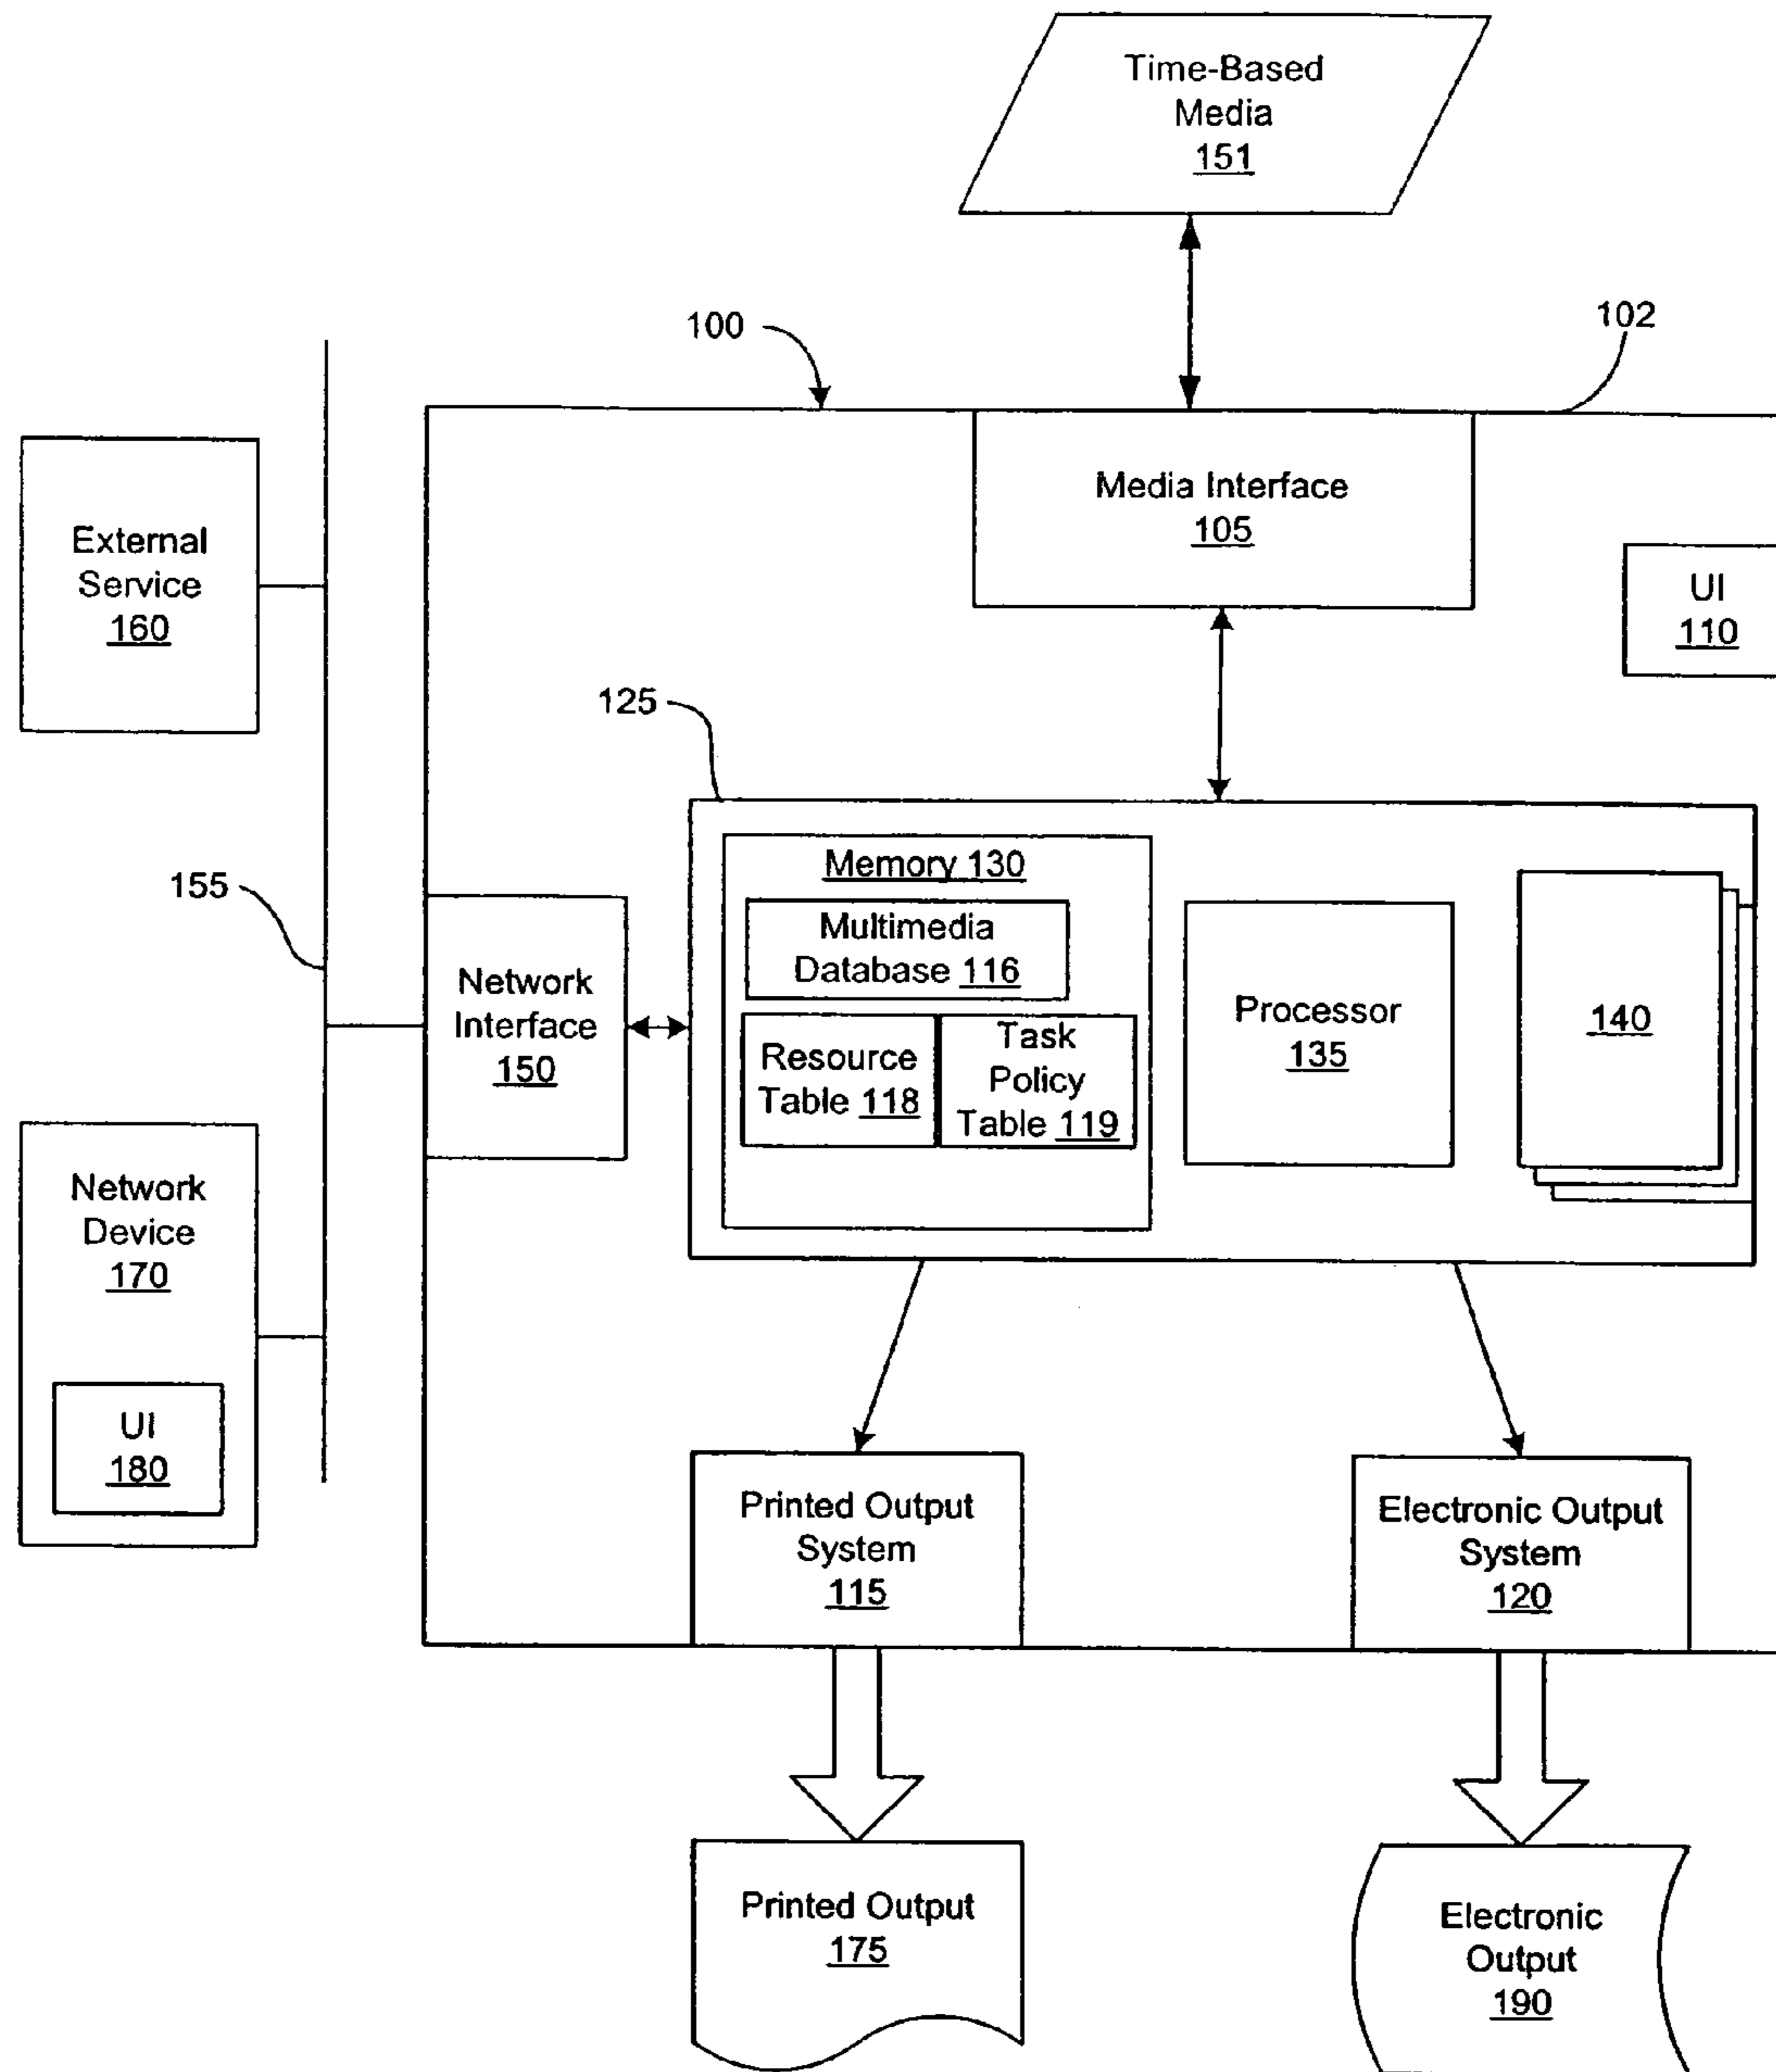 Time-Based
Media
151
100
102
Media Interface
105
External
Service
160
UI
110
125
Memory 130
Multimedia
Database 116
155
Network
Interface
150
Resource
Table 118
Task
Policy
Table 119
Processor
135
140
Network
Device
170
UI
180
Printed Output
System
115
Electronic Output
System
120
Printed Output
175
Electronic
Output
190